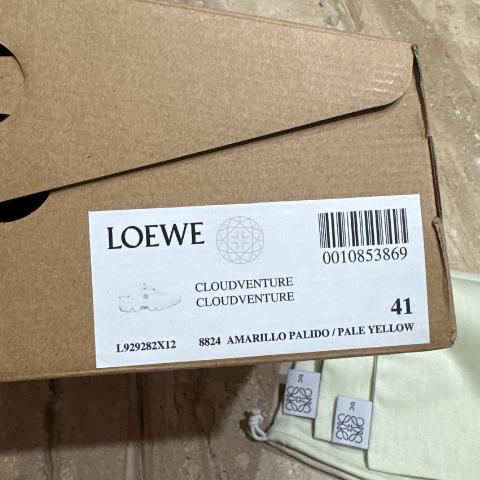 LOEWE
0010853869
CLOUDVENTURE
CLOUDVENTURE
41
L929282X12 8824 AMARILLO PALIDO / PALE YELLOW